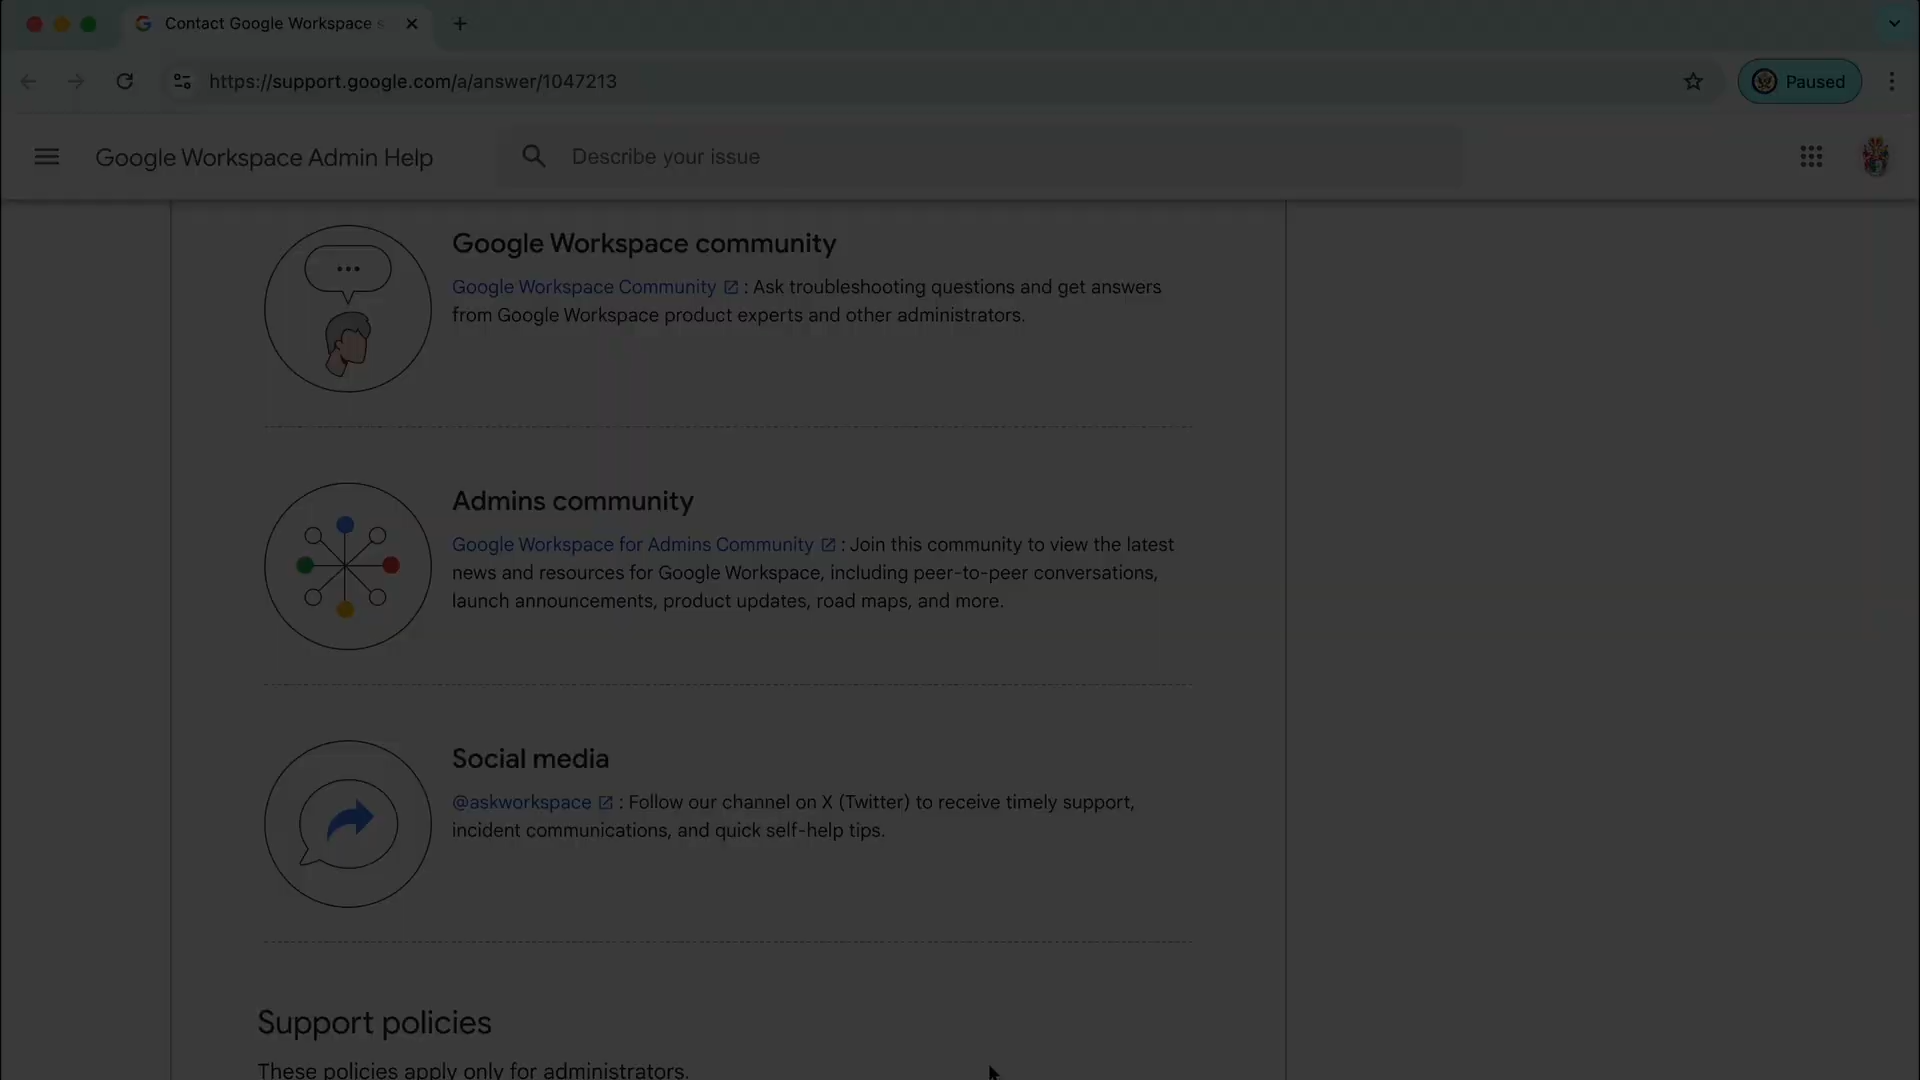 Contact Google Workspace s
https://support.google.com/a/answer/1047213
Paused
Google Workspace Admin Help
Describe your issue
Google Workspace community
Google Workspace Community : Ask troubleshooting questions and get answers
from Google Workspace product experts and other administrators.
Admins community
Google Workspace for Admins Community : Join this community to view the latest
news and resources for Google Workspace, including peer-to-peer conversations,
launch announcements, product updates, road maps, and more.
Social media
@askworkspace : Follow our channel on X (Twitter) to receive timely support,
incident communications, and quick self-help tips.
Support policies
These policies apply only for administrators.